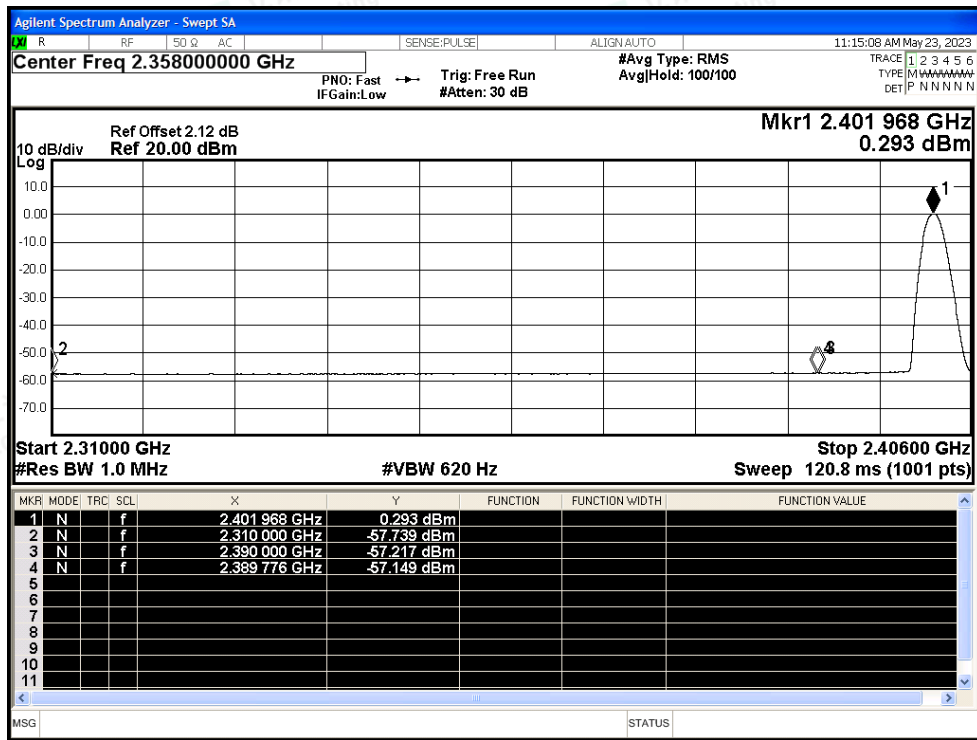 Agilent Spectrum Analyzer - Swept SA
LXI R RF 50 Ω AC SENSE:PULSE ALIGN AUTO 11:15:08 AM May 23, 2023
Center Freq 2.358000000 GHz
PNO: Fast
IFGain:Low
Trig: Free Run
#Atten: 30 dB
#Avg Type: RMS
Avg|Hold: 100/100
TRACE 1 2 3 4 5 6
TYPE M WWWWW
DET P N N N N N
Mkr1 2.401 968 GHz
0.293 dBm
Ref Offset 2.12 dB
10 dB/div Ref 20.00 dBm
Log
10.0
0.00
-10.0
-20.0
-30.0
-40.0
-50.0
-60.0
-70.0
1
2
4
Start 2.31000 GHz Stop 2.40600 GHz
#Res BW 1.0 MHz #VBW 620 Hz Sweep 120.8 ms (1001 pts)
MKR MODE TRC SCL X Y FUNCTION FUNCTION WIDTH FUNCTION VALUE
1 N f 2.401 968 GHz 0.293 dBm
2 N f 2.310 000 GHz -57.739 dBm
3 N f 2.390 000 GHz -57.217 dBm
4 N f 2.389 776 GHz -57.149 dBm
5
6
7
8
9
10
11
MSG STATUS